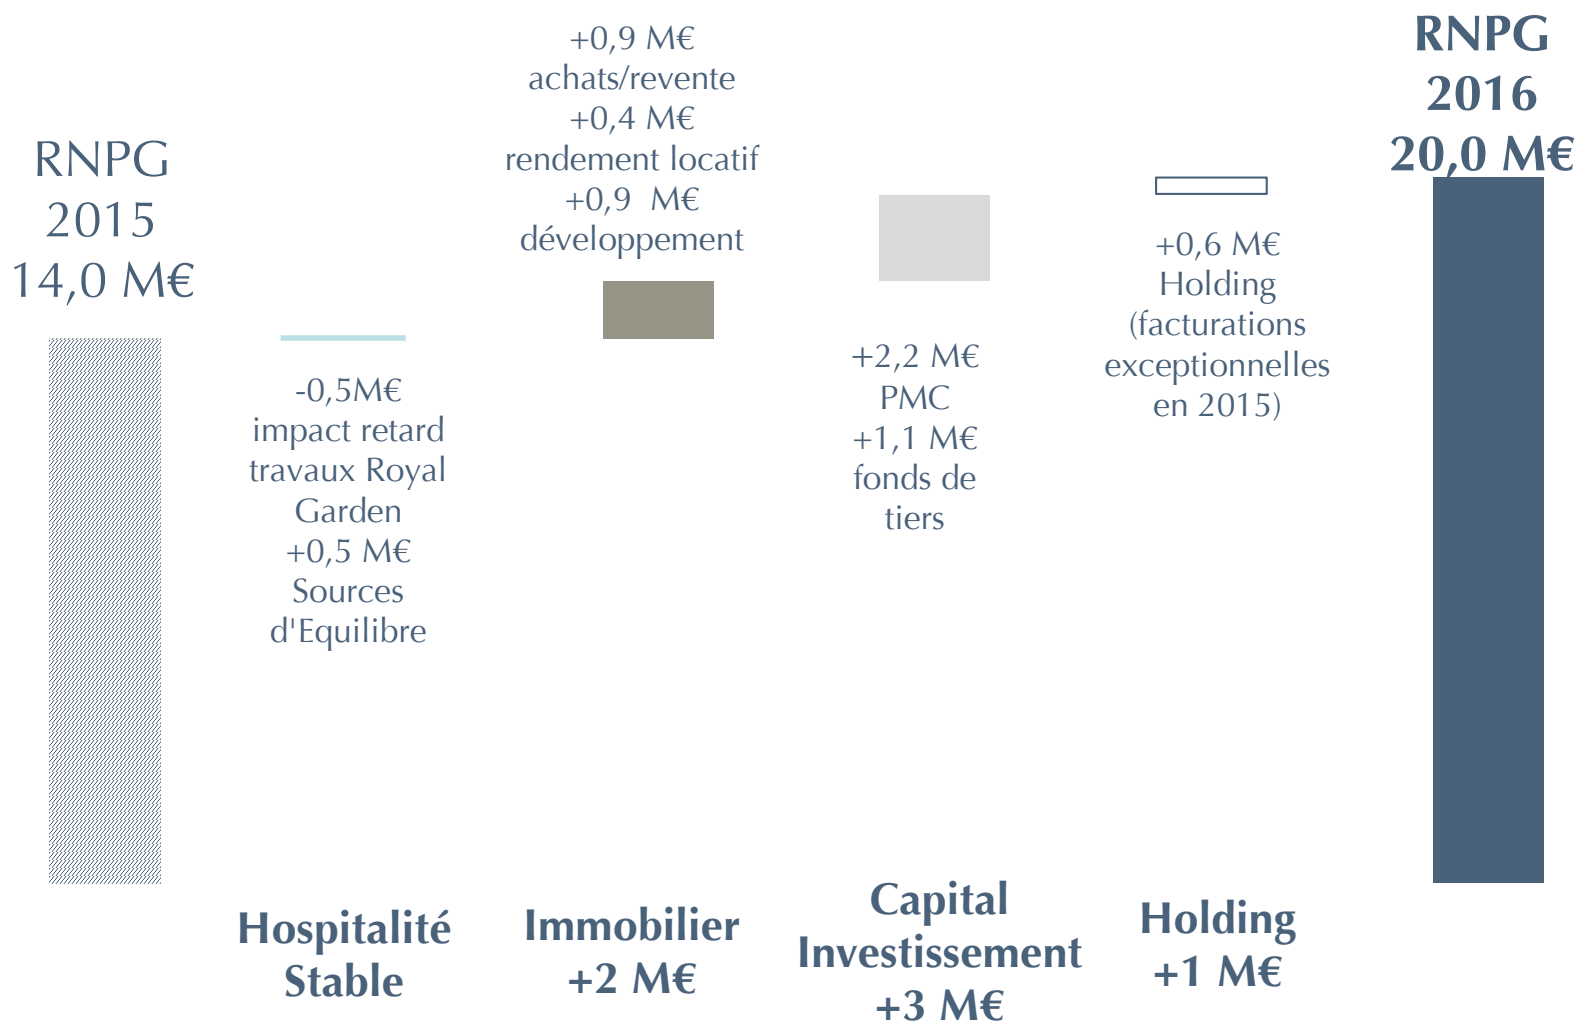 RNPG
2015
14,0 M€
-0,5M€
impact retard
travaux Royal
Garden
+0,5 M€
Sources
d'Equilibre
+0,9 M€
achats/revente
+0,4 M€
rendement locatif
+0,9 M€
développement
+2,2 M€
PMC
+1,1 M€
fonds de
tiers
+0,6 M€
Holding
(facturations
exceptionnelles
en 2015)
RNPG
2016
20,0 M€
Hospitalité
Stable
Immobilier
+2 M€
Capital
Investissement
+3 M€
Holding
+1 M€